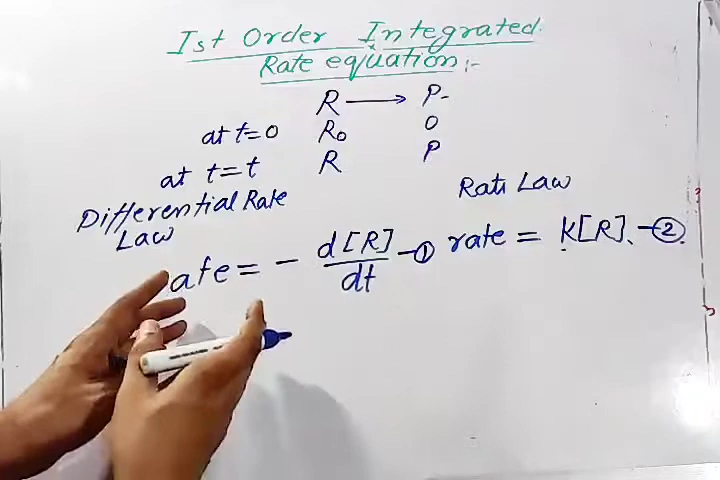 Ist Order Integrated
Rate equation :-
R → P
at t=0 R₀ 0
at t=t R P
Differential Rate Law
Rate Law
rate = - d[R]/dt -①
rate = K[R] -②